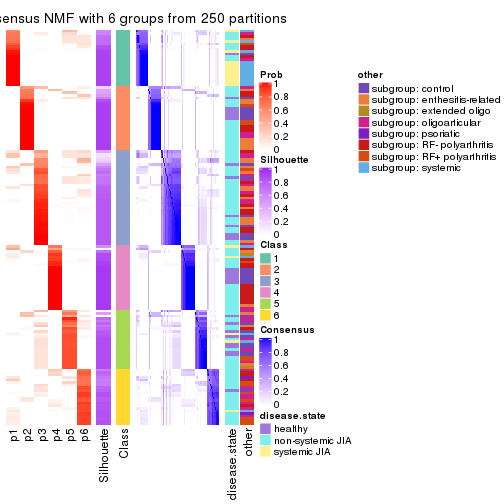 sensus NMF with 6 groups from 250 partitions
Prob
1
0.8
0.6
0.4
0.2
0
Silhouette
1
0.8
0.6
0.4
0.2
0
Class
1
2
3
4
5
6
Consensus
1
0.8
0.6
0.4
0.2
0
disease.state
healthy
non-systemic JIA
systemic JIA
other
subgroup: control
subgroup: enthesitis-related
subgroup: extended oligo
subgroup: oligoarticular
subgroup: psoriatic
subgroup: RF- polyarthritis
subgroup: RF+ polyarthritis
subgroup: systemic
p1
p2
p3
p4
p5
p6
Silhouette
Class
disease.state
other